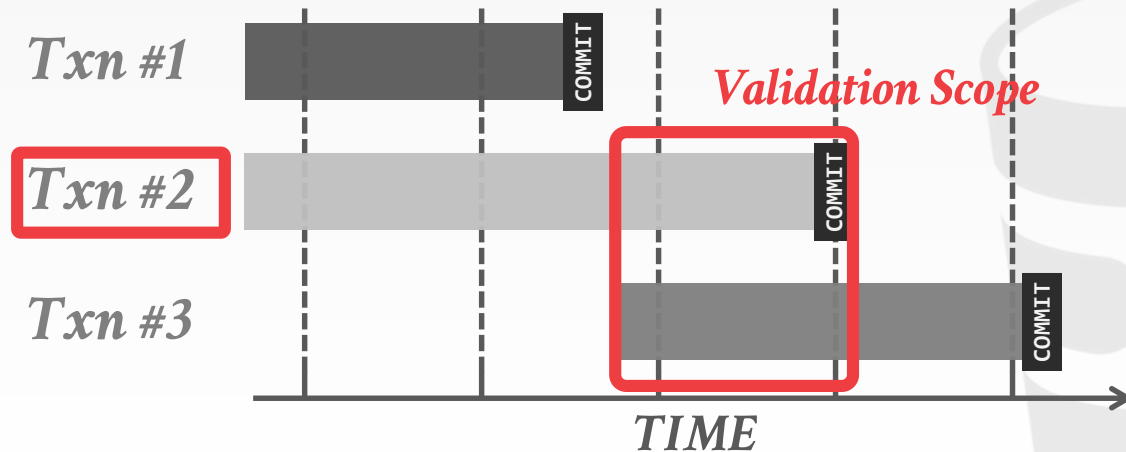 Txn #1
COMMIT
Validation Scope
Txn #2
COMMIT
Txn #3
COMMIT
TIME